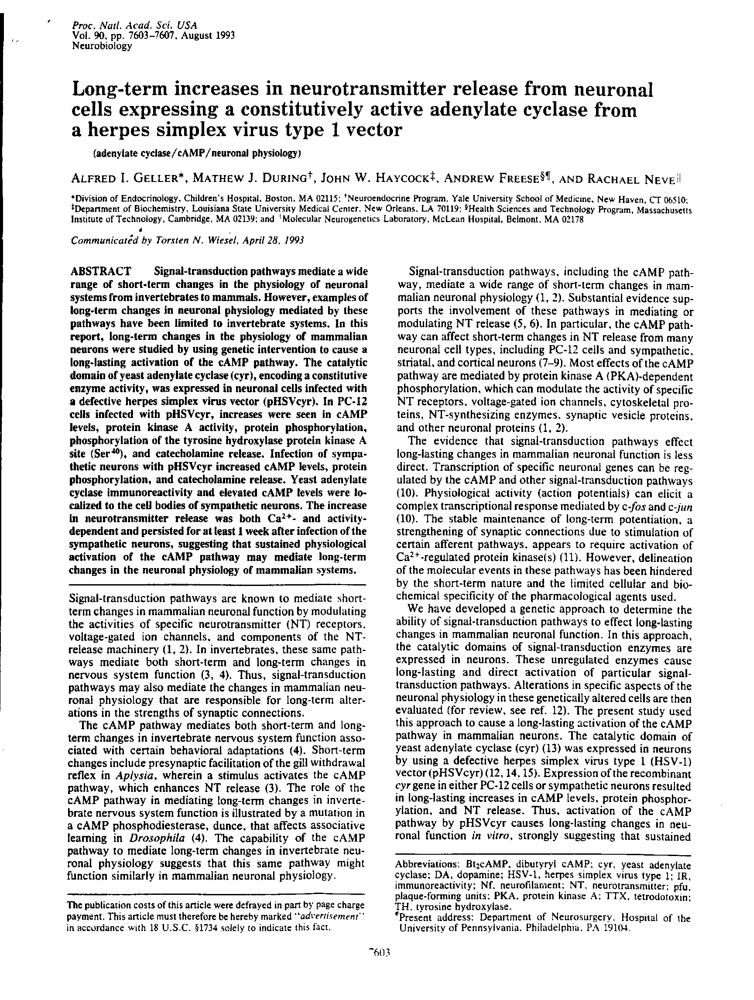 Proc. Natl. Acad. Sci. USA
Vol. 90, pp. 7603-7607, August 1993
Neurobiology
Long-term increases in neurotransmitter release from neuronal
cells expressing a constitutively active adenylate cyclase from
a herpes simplex virus type 1 vector
(adenylate cyclase/cAMP/neuronal physiology)
ALFRED I. GELLER*, MATHEW J. DURING†, JOHN W. HAYCOCK‡, ANDREW FREESE§¶, AND RACHAEL NEVE‖
*Division of Endocrinology, Children's Hospital, Boston, MA 02115; †Neuroendocrine Program, Yale University School of Medicine, New Haven, CT 06510;
‡Department of Biochemistry, Louisiana State University Medical Center, New Orleans, LA 70119; §Health Sciences and Technology Program, Massachusetts
Institute of Technology, Cambridge, MA 02139; and ‖Molecular Neurogenetics Laboratory, McLean Hospital, Belmont, MA 02178
Communicated by Torsten N. Wiesel, April 28, 1993
ABSTRACT Signal-transduction pathways mediate a wide
range of short-term changes in the physiology of neuronal
systems from invertebrates to mammals. However, examples of
long-term changes in neuronal physiology mediated by these
pathways have been limited to invertebrate systems. In this
report, long-term changes in the physiology of mammalian
neurons were studied by using genetic intervention to cause a
long-lasting activation of the cAMP pathway. The catalytic
domain of yeast adenylate cyclase (cyr), encoding a constitutive
enzyme activity, was expressed in neuronal cells infected with
a defective herpes simplex virus vector (pHSVcyr). In PC-12
cells infected with pHSVcyr, increases were seen in cAMP
levels, protein kinase A activity, protein phosphorylation,
phosphorylation of the tyrosine hydroxylase protein kinase A
site (Ser⁴⁰), and catecholamine release. Infection of sympa-
thetic neurons with pHSVcyr increased cAMP levels, protein
phosphorylation, and catecholamine release. Yeast adenylate
cyclase immunoreactivity and elevated cAMP levels were lo-
calized to the cell bodies of sympathetic neurons. The increase
in neurotransmitter release was both Ca²⁺- and activity-
dependent and persisted for at least 1 week after infection of the
sympathetic neurons, suggesting that sustained physiological
activation of the cAMP pathway may mediate long-term
changes in the neuronal physiology of mammalian systems.
Signal-transduction pathways are known to mediate short-
term changes in mammalian neuronal function by modulating
the activities of specific neurotransmitter (NT) receptors,
voltage-gated ion channels, and components of the NT-
release machinery (1, 2). In invertebrates, these same path-
ways mediate both short-term and long-term changes in
nervous system function (3, 4). Thus, signal-transduction
pathways may also mediate the changes in mammalian neu-
ronal physiology that are responsible for long-term alter-
ations in the strengths of synaptic connections.
The cAMP pathway mediates both short-term and long-
term changes in invertebrate nervous system function asso-
ciated with certain behavioral adaptations (4). Short-term
changes include presynaptic facilitation of the gill withdrawal
reflex in Aplysia, wherein a stimulus activates the cAMP
pathway, which enhances NT release (3). The role of the
cAMP pathway in mediating long-term changes in inverte-
brate nervous system function is illustrated by a mutation in
a cAMP phosphodiesterase, dunce, that affects associative
learning in Drosophila (4). The capability of the cAMP
pathway to mediate long-term changes in invertebrate neu-
ronal physiology suggests that this same pathway might
function similarly in mammalian neuronal physiology.
The publication costs of this article were defrayed in part by page charge
payment. This article must therefore be hereby marked "advertisement"
in accordance with 18 U.S.C. §1734 solely to indicate this fact.
Signal-transduction pathways, including the cAMP path-
way, mediate a wide range of short-term changes in mam-
malian neuronal physiology (1, 2). Substantial evidence sup-
ports the involvement of these pathways in mediating or
modulating NT release (5, 6). In particular, the cAMP path-
way can affect short-term changes in NT release from many
neuronal cell types, including PC-12 cells and sympathetic,
striatal, and cortical neurons (7-9). Most effects of the cAMP
pathway are mediated by protein kinase A (PKA)-dependent
phosphorylation, which can modulate the activity of specific
NT receptors, voltage-gated ion channels, cytoskeletal pro-
teins, NT-synthesizing enzymes, synaptic vesicle proteins,
and other neuronal proteins (1, 2).
The evidence that signal-transduction pathways effect
long-lasting changes in mammalian neuronal function is less
direct. Transcription of specific neuronal genes can be reg-
ulated by the cAMP and other signal-transduction pathways
(10). Physiological activity (action potentials) can elicit a
complex transcriptional response mediated by c-fos and c-jun
(10). The stable maintenance of long-term potentiation, a
strengthening of synaptic connections due to stimulation of
certain afferent pathways, appears to require activation of
Ca²⁺-regulated protein kinase(s) (11). However, delineation
of the molecular events in these pathways has been hindered
by the short-term nature and the limited cellular and bio-
chemical specificity of the pharmacological agents used.
We have developed a genetic approach to determine the
ability of signal-transduction pathways to effect long-lasting
changes in mammalian neuronal function. In this approach,
the catalytic domains of signal-transduction enzymes are
expressed in neurons. These unregulated enzymes cause
long-lasting and direct activation of particular signal-
transduction pathways. Alterations in specific aspects of the
neuronal physiology in these genetically altered cells are then
evaluated (for review, see ref. 12). The present study used
this approach to cause a long-lasting activation of the cAMP
pathway in mammalian neurons. The catalytic domain of
yeast adenylate cyclase (cyr) (13) was expressed in neurons
by using a defective herpes simplex virus type 1 (HSV-1)
vector (pHSVcyr) (12, 14, 15). Expression of the recombinant
cyr gene in either PC-12 cells or sympathetic neurons resulted
in long-lasting increases in cAMP levels, protein phosphor-
ylation, and NT release. Thus, activation of the cAMP
pathway by pHSVcyr causes long-lasting changes in neu-
ronal function in vitro, strongly suggesting that sustained
Abbreviations: Bt₂cAMP, dibutyryl cAMP; cyr, yeast adenylate
cyclase; DA, dopamine; HSV-1, herpes simplex virus type 1; IR,
immunoreactivity; Nf, neurofilament; NT, neurotransmitter; pfu,
plaque-forming units; PKA, protein kinase A; TTX, tetrodotoxin;
TH, tyrosine hydroxylase.
¶Present address: Department of Neurosurgery, Hospital of the
University of Pennsylvania, Philadelphia, PA 19104.
7603